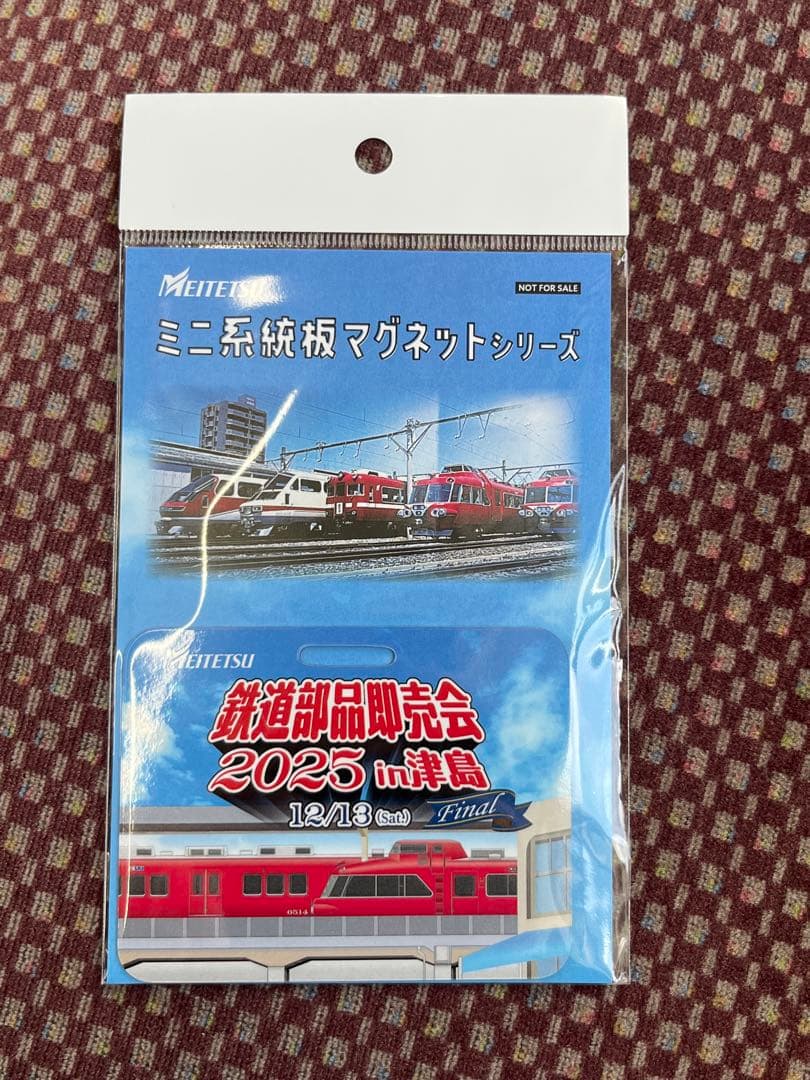 MEITETSU
NOT FOR SALE
ミニ系統板マグネットシリーズ
MEITETSU
鉄道部品即売会
2025 in津島
12/13 (Sat.)
Final
6514